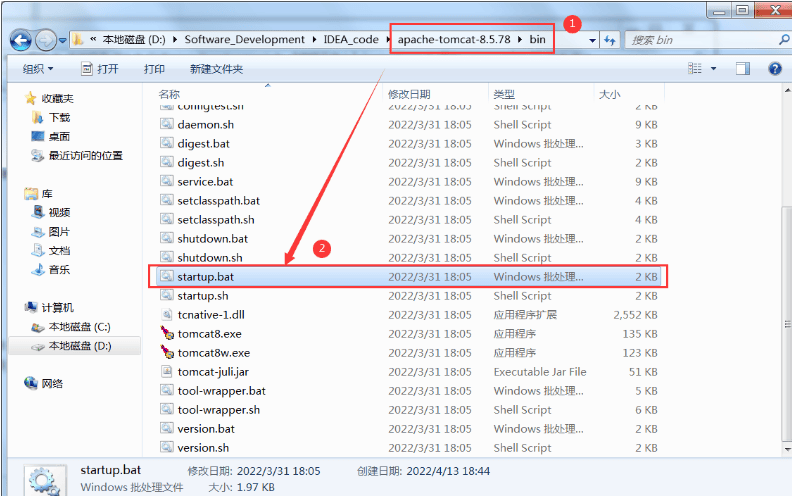 1
« 本地磁盘 (D:) ▸ Software_Development ▸ IDEA_code ▸ apache-tomcat-8.5.78 ▸ bin
搜索 bin
组织 打开 打印 新建文件夹
收藏夹
下载
桌面
最近访问的位置
库
视频
图片
文档
音乐
计算机
本地磁盘 (C:)
本地磁盘 (D:)
网络
名称 修改日期 类型 大小
configtest.sh 2022/3/31 18:05 Shell Script 2 KB
daemon.sh 2022/3/31 18:05 Shell Script 9 KB
digest.bat 2022/3/31 18:05 Windows 批处理... 3 KB
digest.sh 2022/3/31 18:05 Shell Script 2 KB
service.bat 2022/3/31 18:05 Windows 批处理... 9 KB
setclasspath.bat 2022/3/31 18:05 Windows 批处理... 4 KB
setclasspath.sh 2022/3/31 18:05 Shell Script 4 KB
shutdown.bat 2022/3/31 18:05 Windows 批处理... 2 KB
shutdown.sh 2022/3/31 18:05 Shell Script 2 KB
2
startup.bat 2022/3/31 18:05 Windows 批处理... 2 KB
startup.sh 2022/3/31 18:05 Shell Script 2 KB
tcnative-1.dll 2022/3/31 18:05 应用程序扩展 2,552 KB
tomcat8.exe 2022/3/31 18:05 应用程序 135 KB
tomcat8w.exe 2022/3/31 18:05 应用程序 123 KB
tomcat-juli.jar 2022/3/31 18:05 Executable Jar File 51 KB
tool-wrapper.bat 2022/3/31 18:05 Windows 批处理... 5 KB
tool-wrapper.sh 2022/3/31 18:05 Shell Script 6 KB
version.bat 2022/3/31 18:05 Windows 批处理... 2 KB
version.sh 2022/3/31 18:05 Shell Script 2 KB
startup.bat 修改日期: 2022/3/31 18:05 创建日期: 2022/4/13 18:44
Windows 批处理文件 大小: 1.97 KB